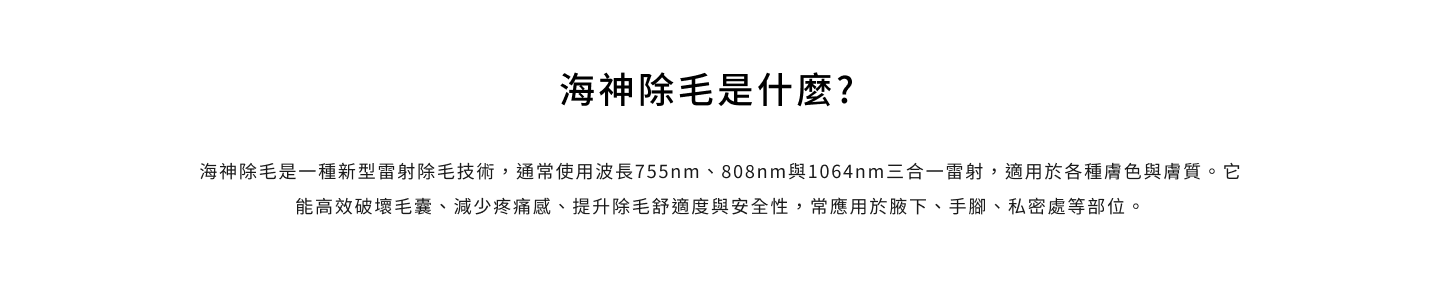 海神除毛是什麼?
海神除毛是一種新型雷射除毛技術，通常使用波長755nm、808nm與1064nm三合一雷射，適用於各種膚色與膚質。它
能高效破壞毛囊、減少疼痛感、提升除毛舒適度與安全性，常應用於腋下、手腳、私密處等部位。